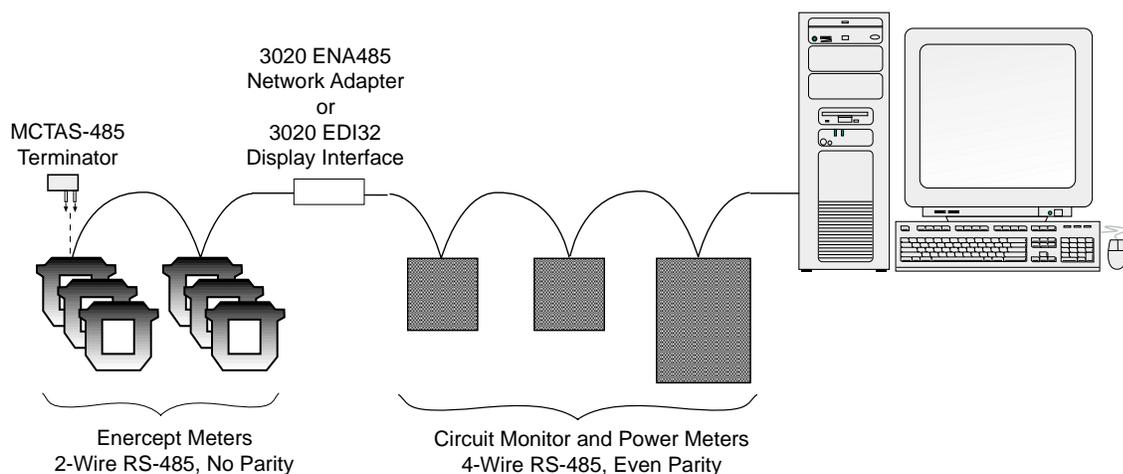 3020 ENA485
Network Adapter
or
3020 EDI32
Display Interface
MCTAS-485
Terminator
Enercept Meters
2-Wire RS-485, No Parity
Circuit Monitor and Power Meters
4-Wire RS-485, Even Parity